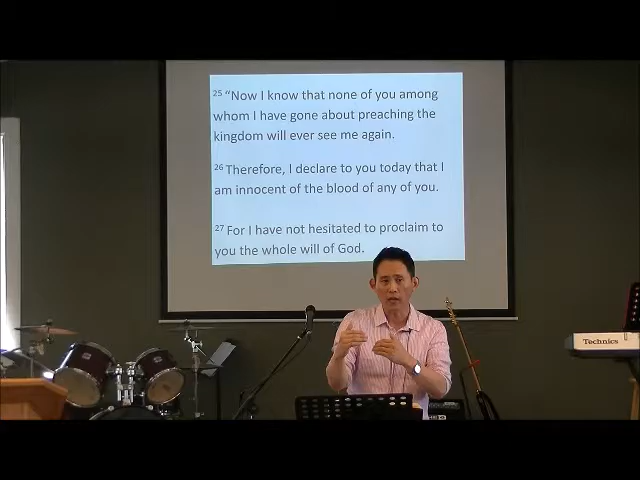 25 “Now I know that none of you among
whom I have gone about preaching the
kingdom will ever see me again.
26 Therefore, I declare to you today that I
am innocent of the blood of any of you.
27 For I have not hesitated to proclaim to
you the whole will of God.
Technics